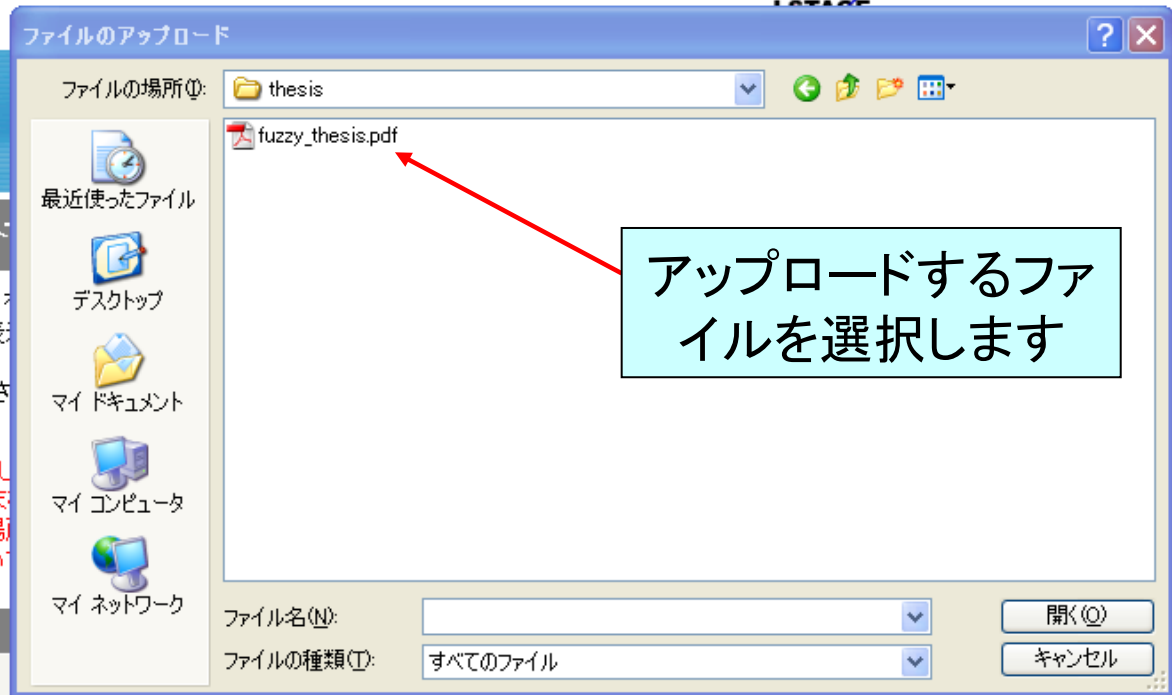 ファイルのアップロード
ファイルの場所(I):
thesis
fuzzy_thesis.pdf
最近使ったファイル
デスクトップ
マイ ドキュメント
マイ コンピュータ
マイ ネットワーク
アップロードするファ
イルを選択します
ファイル名(N):
開く(O)
ファイルの種類(T):
すべてのファイル
キャンセル